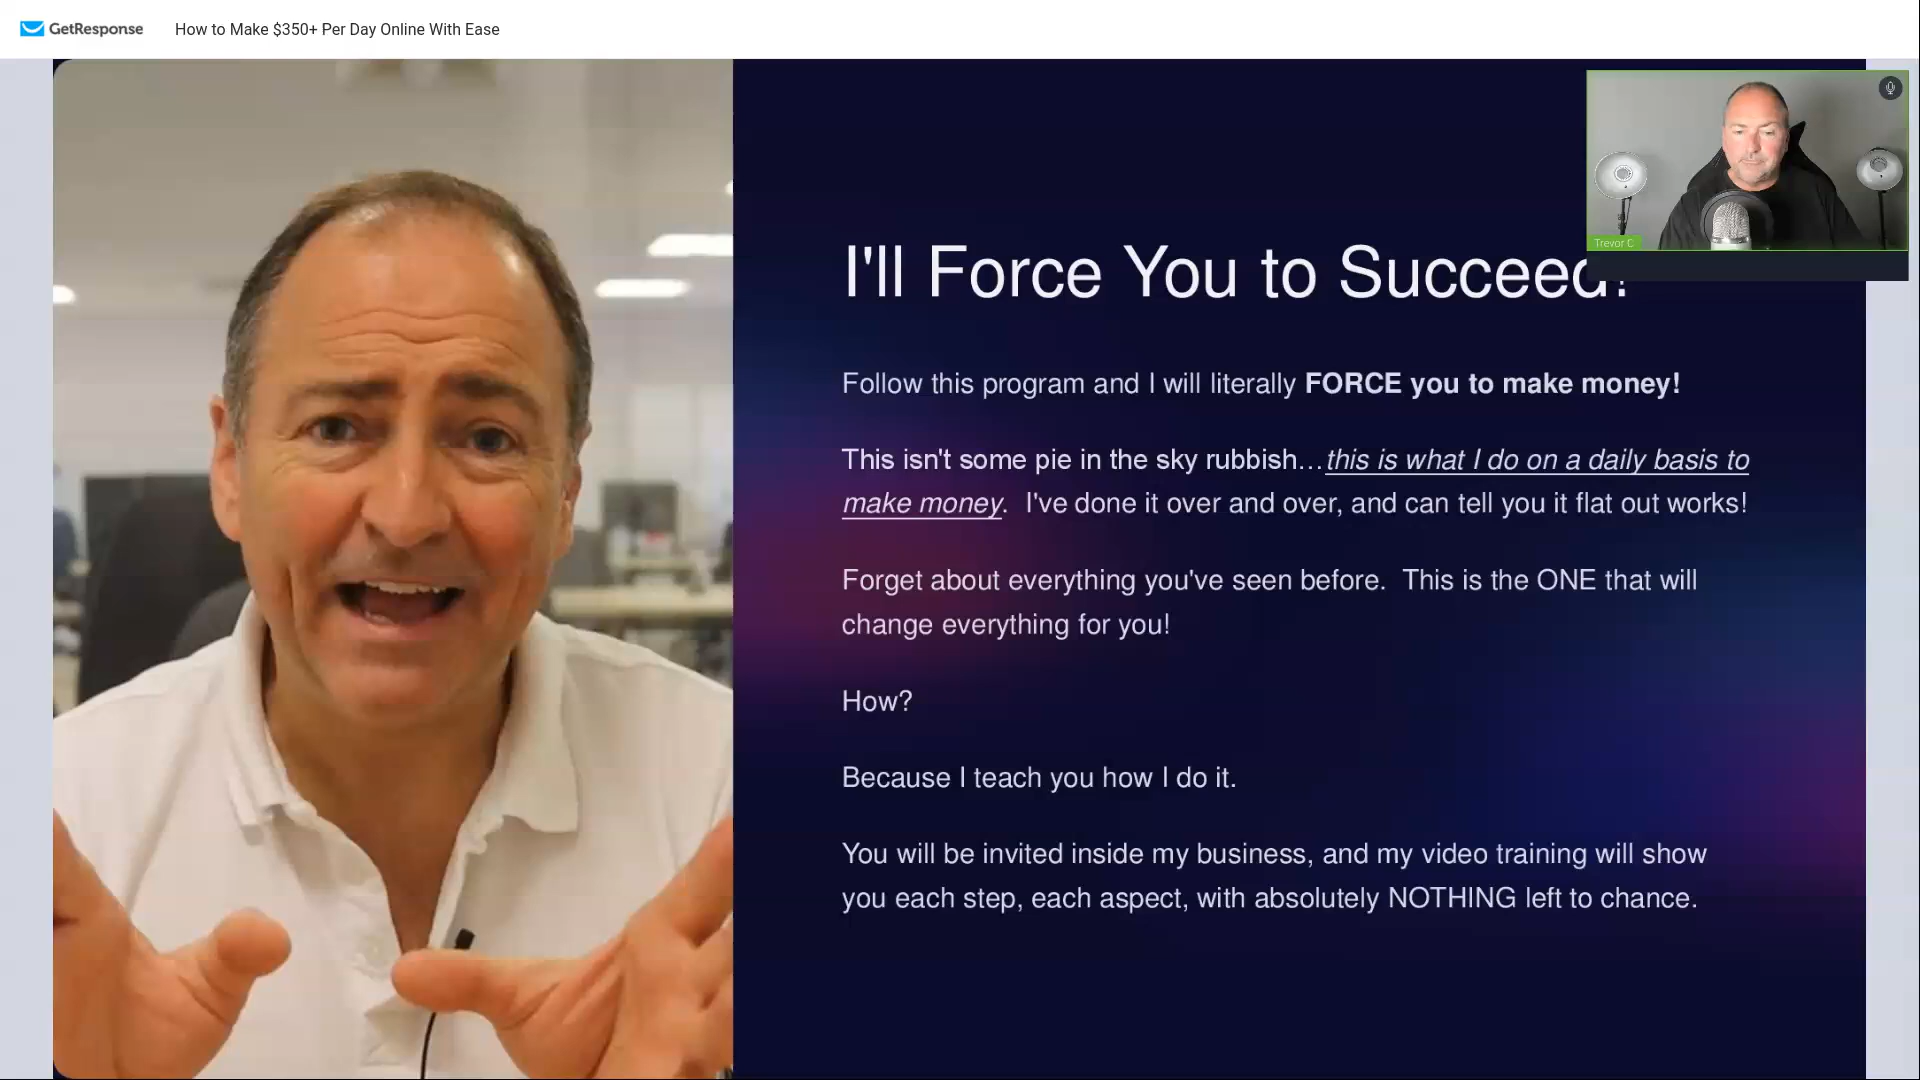 GetResponse How to Make $350+ Per Day Online With Ease
Trevor C
I'll Force You to Succeed!
Follow this program and I will literally FORCE you to make money!
This isn't some pie in the sky rubbish…this is what I do on a daily basis to
make money.  I've done it over and over, and can tell you it flat out works!
Forget about everything you've seen before.  This is the ONE that will
change everything for you!
How?
Because I teach you how I do it.
You will be invited inside my business, and my video training will show
you each step, each aspect, with absolutely NOTHING left to chance.